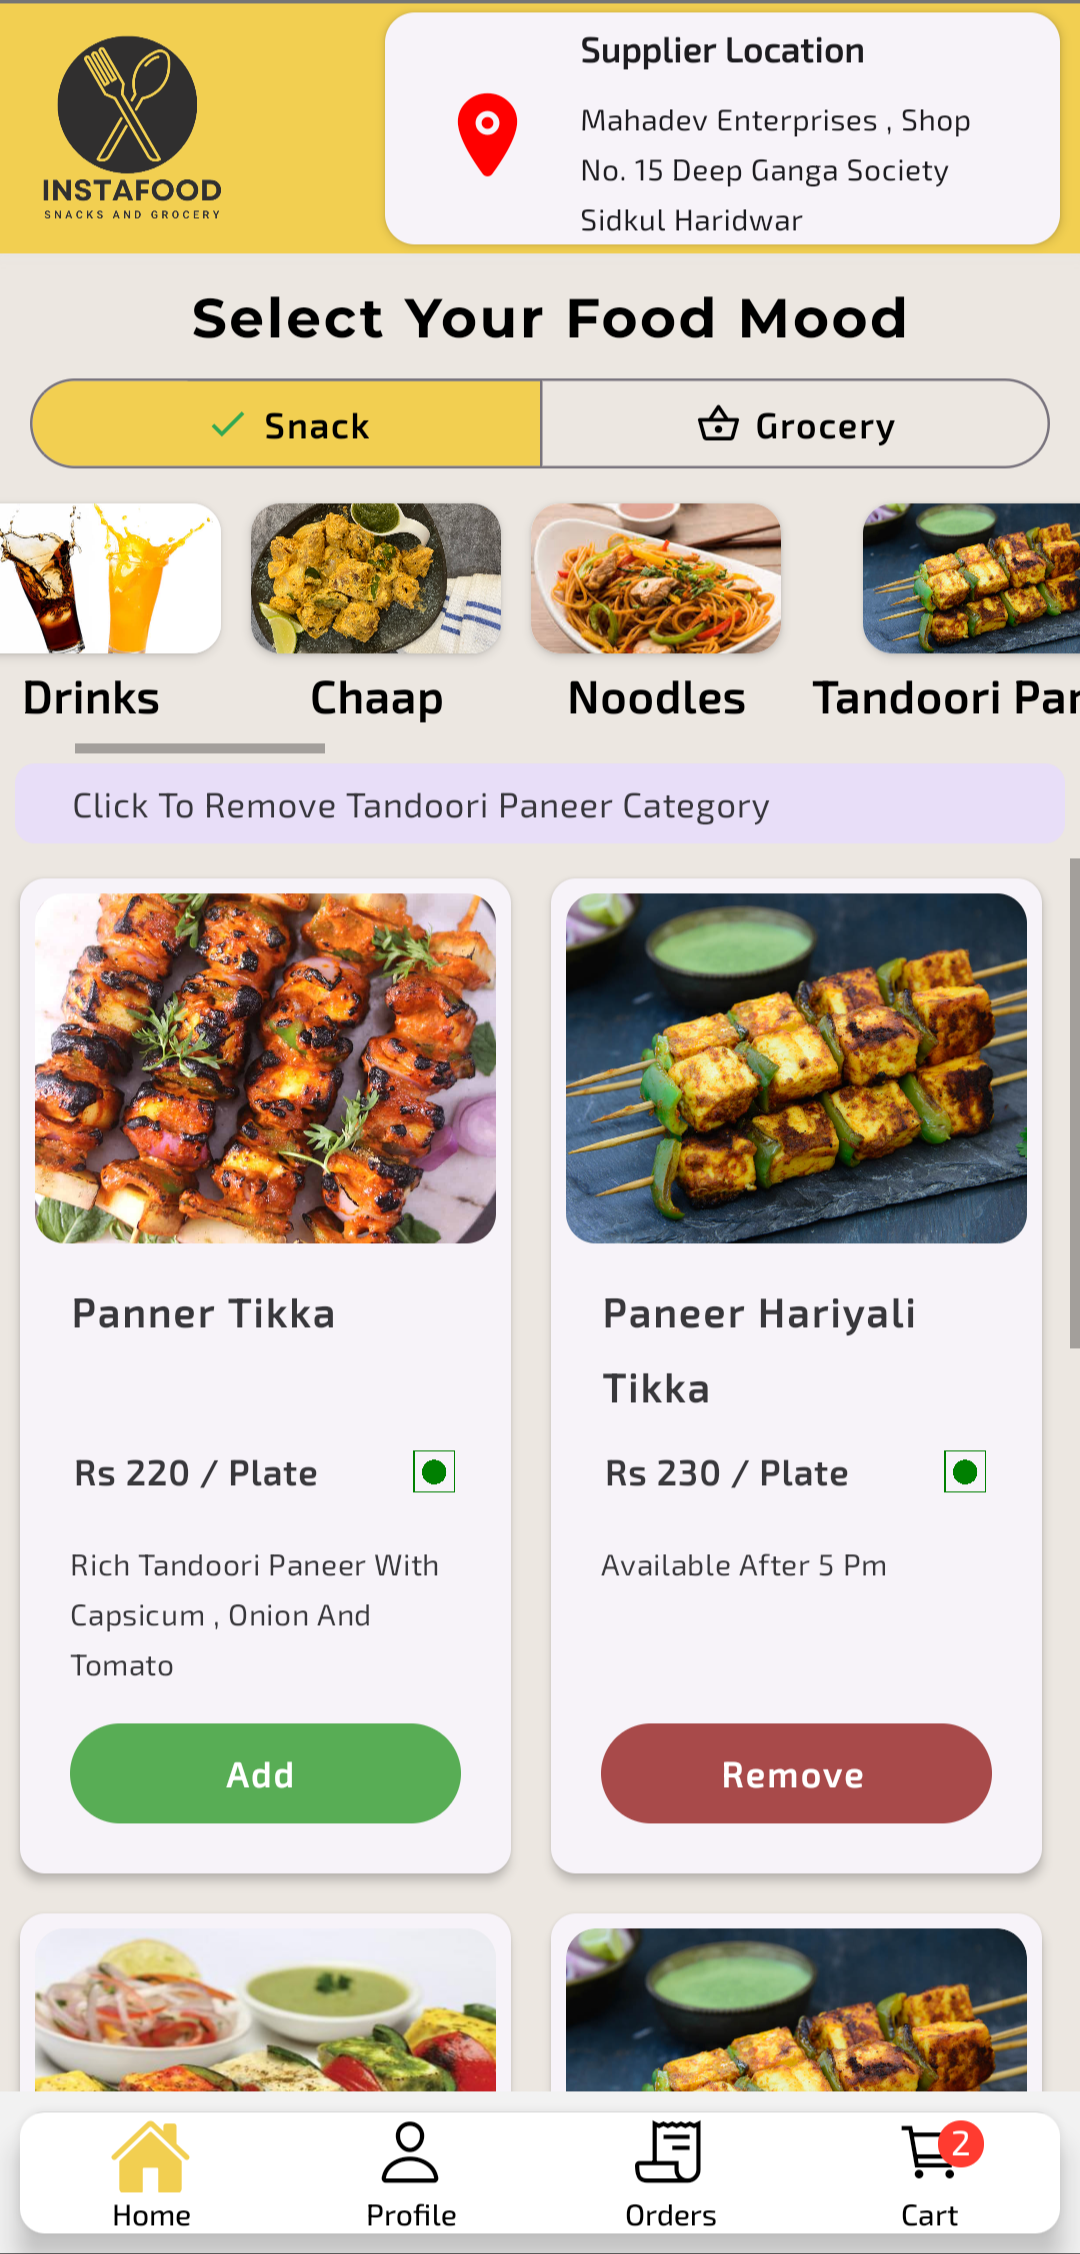 INSTAFOOD
SNACKS AND GROCERY
Supplier Location
Mahadev Enterprises , Shop
No. 15 Deep Ganga Society
Sidkul Haridwar
Select Your Food Mood
Snack
Grocery
Drinks
Chaap
Noodles
Tandoori Par
Click To Remove Tandoori Paneer Category
Panner Tikka
Rs 220 / Plate
Rich Tandoori Paneer With
Capsicum , Onion And
Tomato
Add
Paneer Hariyali
Tikka
Rs 230 / Plate
Available After 5 Pm
Remove
Home
Profile
Orders
2
Cart